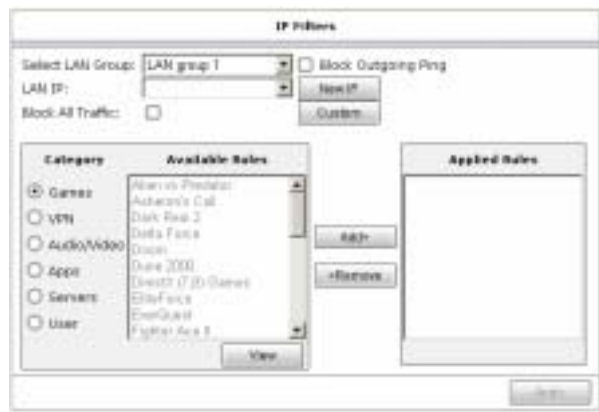 IP Filters
Select LAN Group: LAN group 1 Block Outgoing Ping
LAN IP: New IP
Block All Traffic: Custom
Category Available Rules Applied Rules
Games
VPN
Audio/Video
Apps
Servers
User
Alien vs Predator
Asheron's Call
Dark Rein 2
Delta Force
Doom
Dune 2000
DirectX (7,8) Games
EliteForce
EverQuest
Fighter Ace II
Add>
<Remove
View
Apply